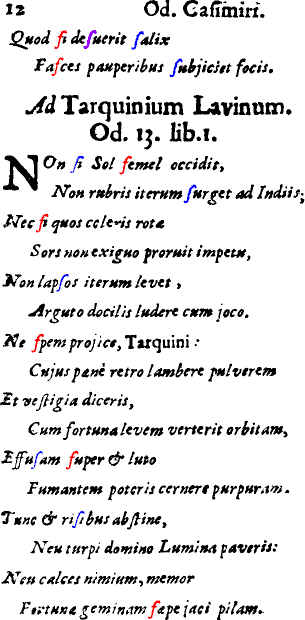 12 Od. Casimiri.
Quod ſi deſuerit ſalix
Faſces pauperibus ſubjiciet focis.
Ad Tarquinium Lavinum.
Od. 13. lib.1.
NOn ſi Sol ſemel occidit,
Non rubris iterum ſurget ad Indiis;
Nec ſi quos celeris rota
Sors non exiguo proruit impetu,
Non lapſos iterum levet,
Arguto docilis ludere cum joco.
Ne ſpem projice, Tarquini:
Cujus panè retro lambere pulverem
Et veſtigia diceris,
Cum fortuna levem verterit orbitam,
Effuſam ſuper & luto
Fumantem poteris cernere purpuram.
Tunc & riſibus abſtine,
Neu turpi domino Lumina paveris:
Neu calces nimium, memor
Fortunæ geminam ſæpe jaci pilam.